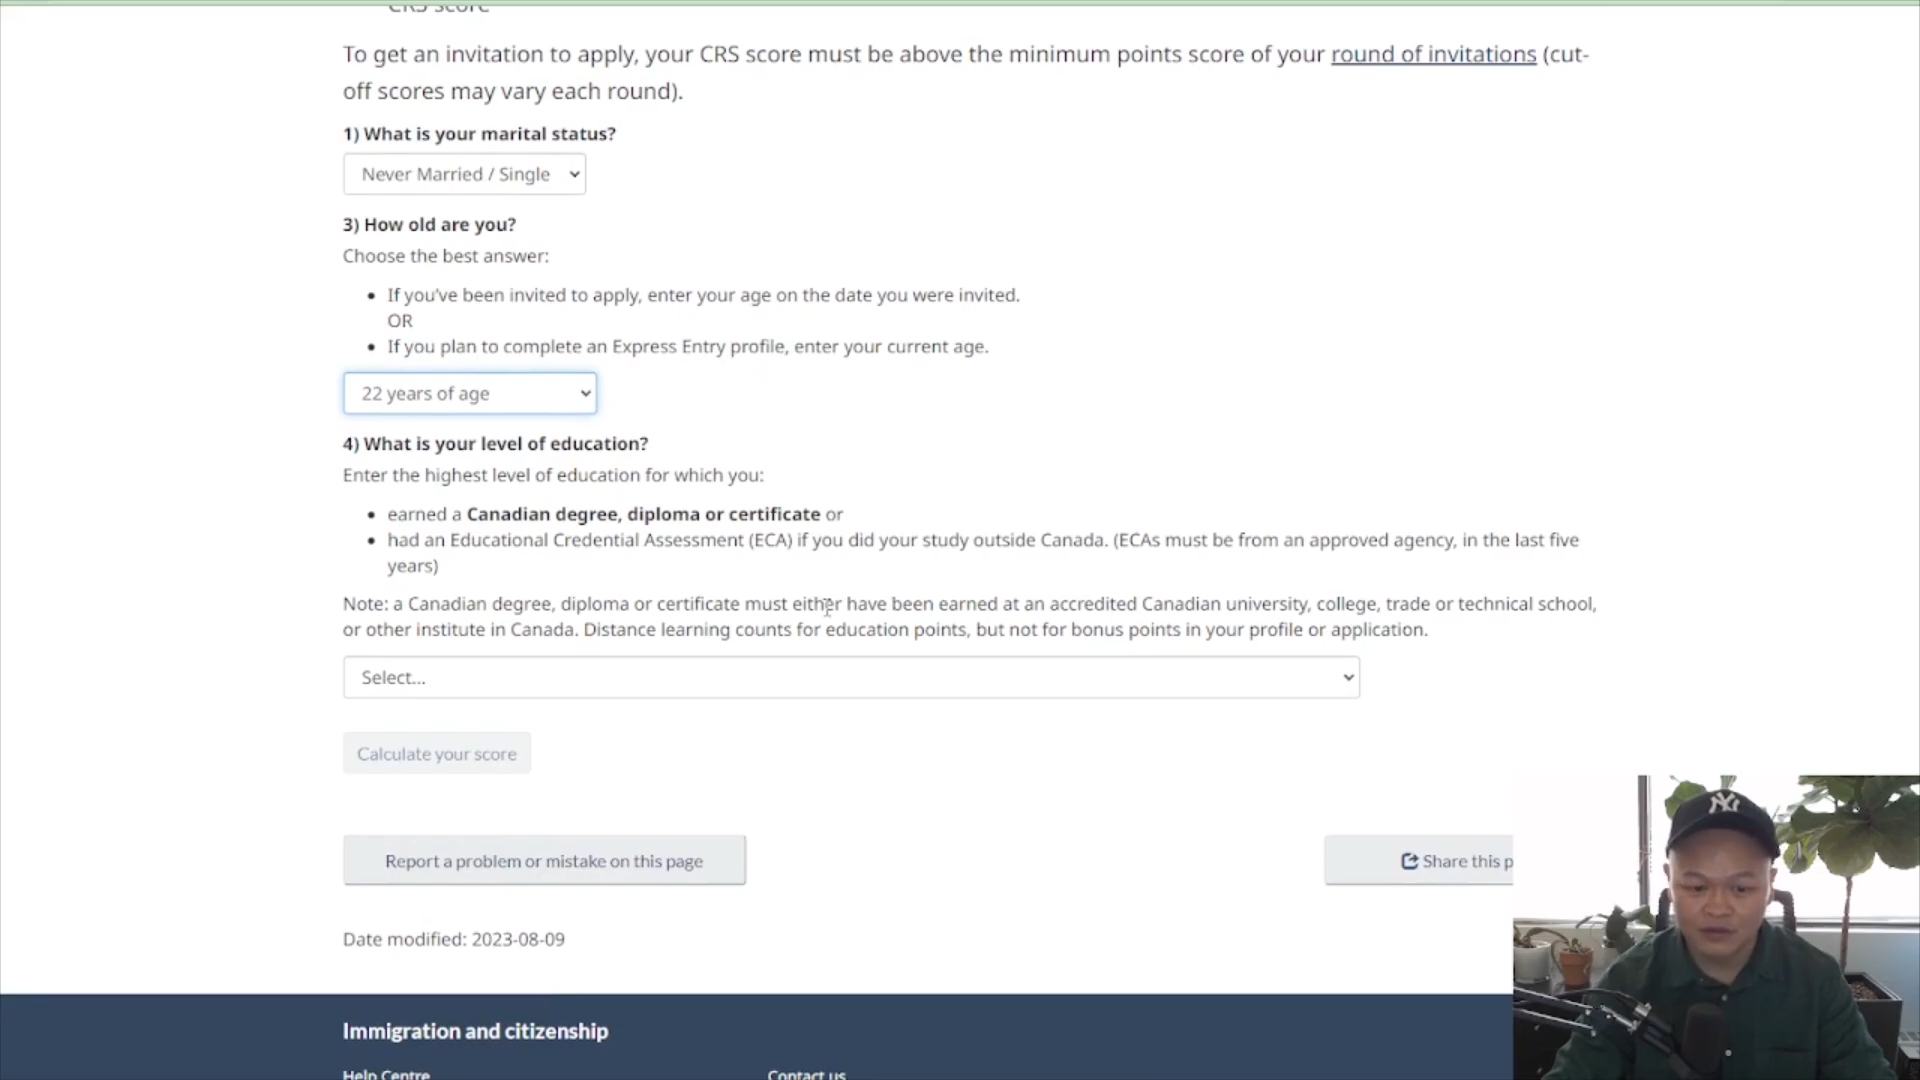 CRS score
To get an invitation to apply, your CRS score must be above the minimum points score of your round of invitations (cut-
off scores may vary each round).
1) What is your marital status?
Never Married / Single
3) How old are you?
Choose the best answer:
If you've been invited to apply, enter your age on the date you were invited.
OR
If you plan to complete an Express Entry profile, enter your current age.
22 years of age
4) What is your level of education?
Enter the highest level of education for which you:
earned a Canadian degree, diploma or certificate or
had an Educational Credential Assessment (ECA) if you did your study outside Canada. (ECAs must be from an approved agency, in the last five
years)
Note: a Canadian degree, diploma or certificate must either have been earned at an accredited Canadian university, college, trade or technical school,
or other institute in Canada. Distance learning counts for education points, but not for bonus points in your profile or application.
Select...
Calculate your score
Report a problem or mistake on this page
Share this p
Date modified: 2023-08-09
NY
Immigration and citizenship
Help Centre
Contact us